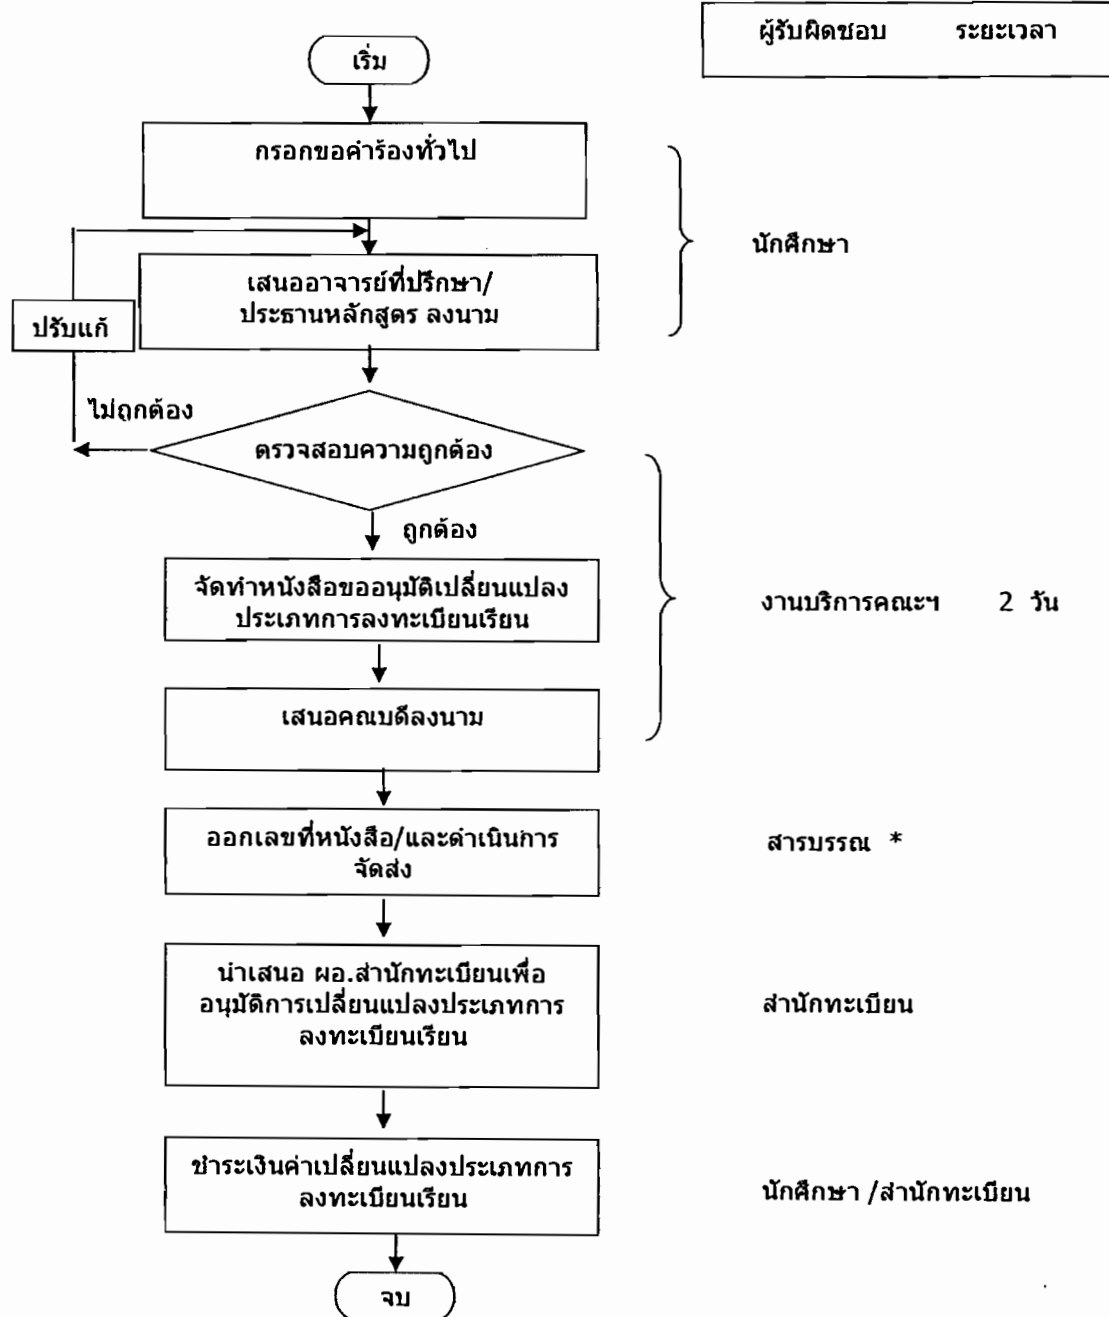 ผู้รับผิดชอบ ระยะเวลา
เริ่ม
กรอกขอคำร้องทั่วไป
นักศึกษา
เสนออาจารย์ที่ปรึกษา/
ประธานหลักสูตร ลงนาม
ปรับแก้
ไม่ถูกต้อง
ตรวจสอบความถูกต้อง
ถูกต้อง
จัดทำหนังสือขออนุมัติเปลี่ยนแปลง
ประเภทการลงทะเบียนเรียน
งานบริการคณะฯ 2 วัน
เสนอคณบดีลงนาม
ออกเลขที่หนังสือ/และดำเนินการ
จัดส่ง
สารบรรณ *
นำเสนอ ผอ.สำนักทะเบียนเพื่อ
อนุมัติการเปลี่ยนแปลงประเภทการ
ลงทะเบียนเรียน
สำนักทะเบียน
ชำระเงินค่าเปลี่ยนแปลงประเภทการ
ลงทะเบียนเรียน
นักศึกษา /สำนักทะเบียน
จบ